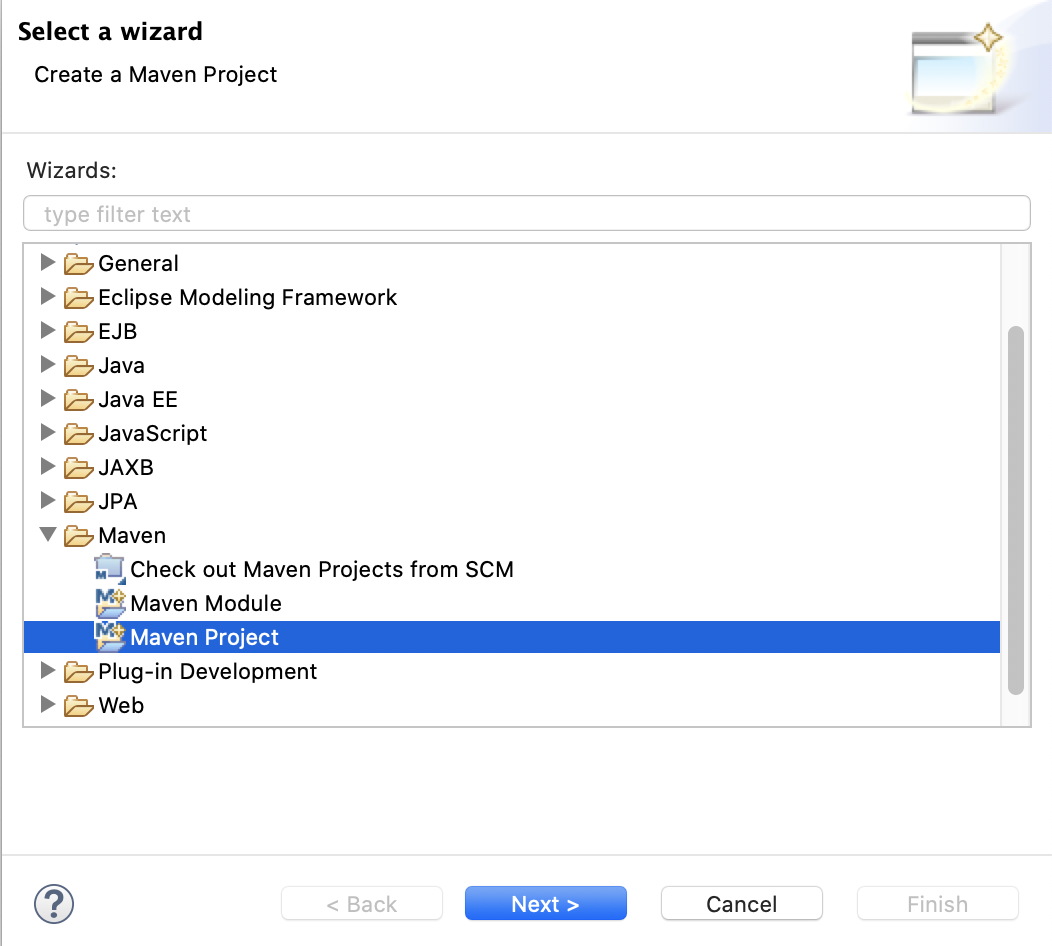 Select a wizard
Create a Maven Project
Wizards:
type filter text
General
Eclipse Modeling Framework
EJB
Java
Java EE
JavaScript
JAXB
JPA
Maven
Check out Maven Projects from SCM
Maven Module
Maven Project
Plug-in Development
Web
? < Back Next > Cancel Finish